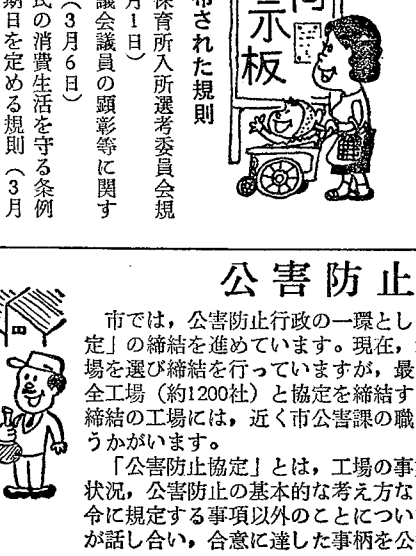 示板
布された規則
保育所入所選考委員会規
月1日)
議会議員の顕彰等に関す
(3月6日)
民の消費生活を守る条例
期日を定める規則(3月
公害防止
市では，公害防止行政の一環とし
定」の締結を進めています。現在，
場を選び締結を行っていますが，最
全工場（約1200社）と協定を締結す
締結の工場には，近く市公害課の職
うかがいます。
「公害防止協定」とは，工場の事
状況，公害防止の基本的な考え方な
令に規定する事項以外のことについ
が話し合い，合意に達した事柄を公